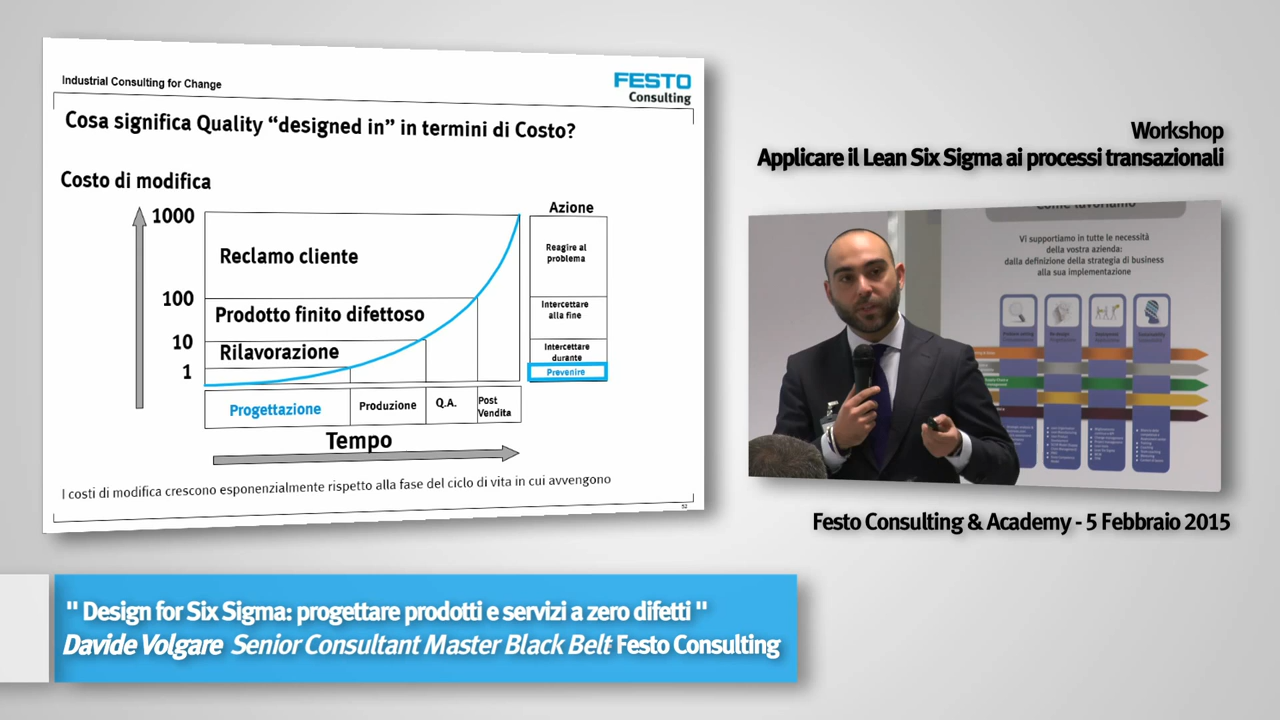 Industrial Consulting for Change
FESTO
Consulting
Cosa significa Quality “designed in” in termini di Costo?
Costo di modifica
Azione
1000
Reclamo cliente
Reagire al
problema
100
Prodotto finito difettoso
Intercettare
alla fine
10
Rilavorazione
Intercettare
durante
1
Prevenire
Progettazione
Produzione
Q.A.
Post
Vendita
Tempo
I costi di modifica crescono esponenzialmente rispetto alla fase del ciclo di vita in cui avvengono
52
Workshop
Applicare il Lean Six Sigma ai processi transazionali
Come lavoriamo
Vi supportiamo in tutte le necessità
della vostra azienda:
dalla definizione della strategia di business
alla sua implementazione
Festo Consulting & Academy - 5 Febbraio 2015
" Design for Six Sigma: progettare prodotti e servizi a zero difetti "
Davide Volgare Senior Consultant Master Black Belt Festo Consulting